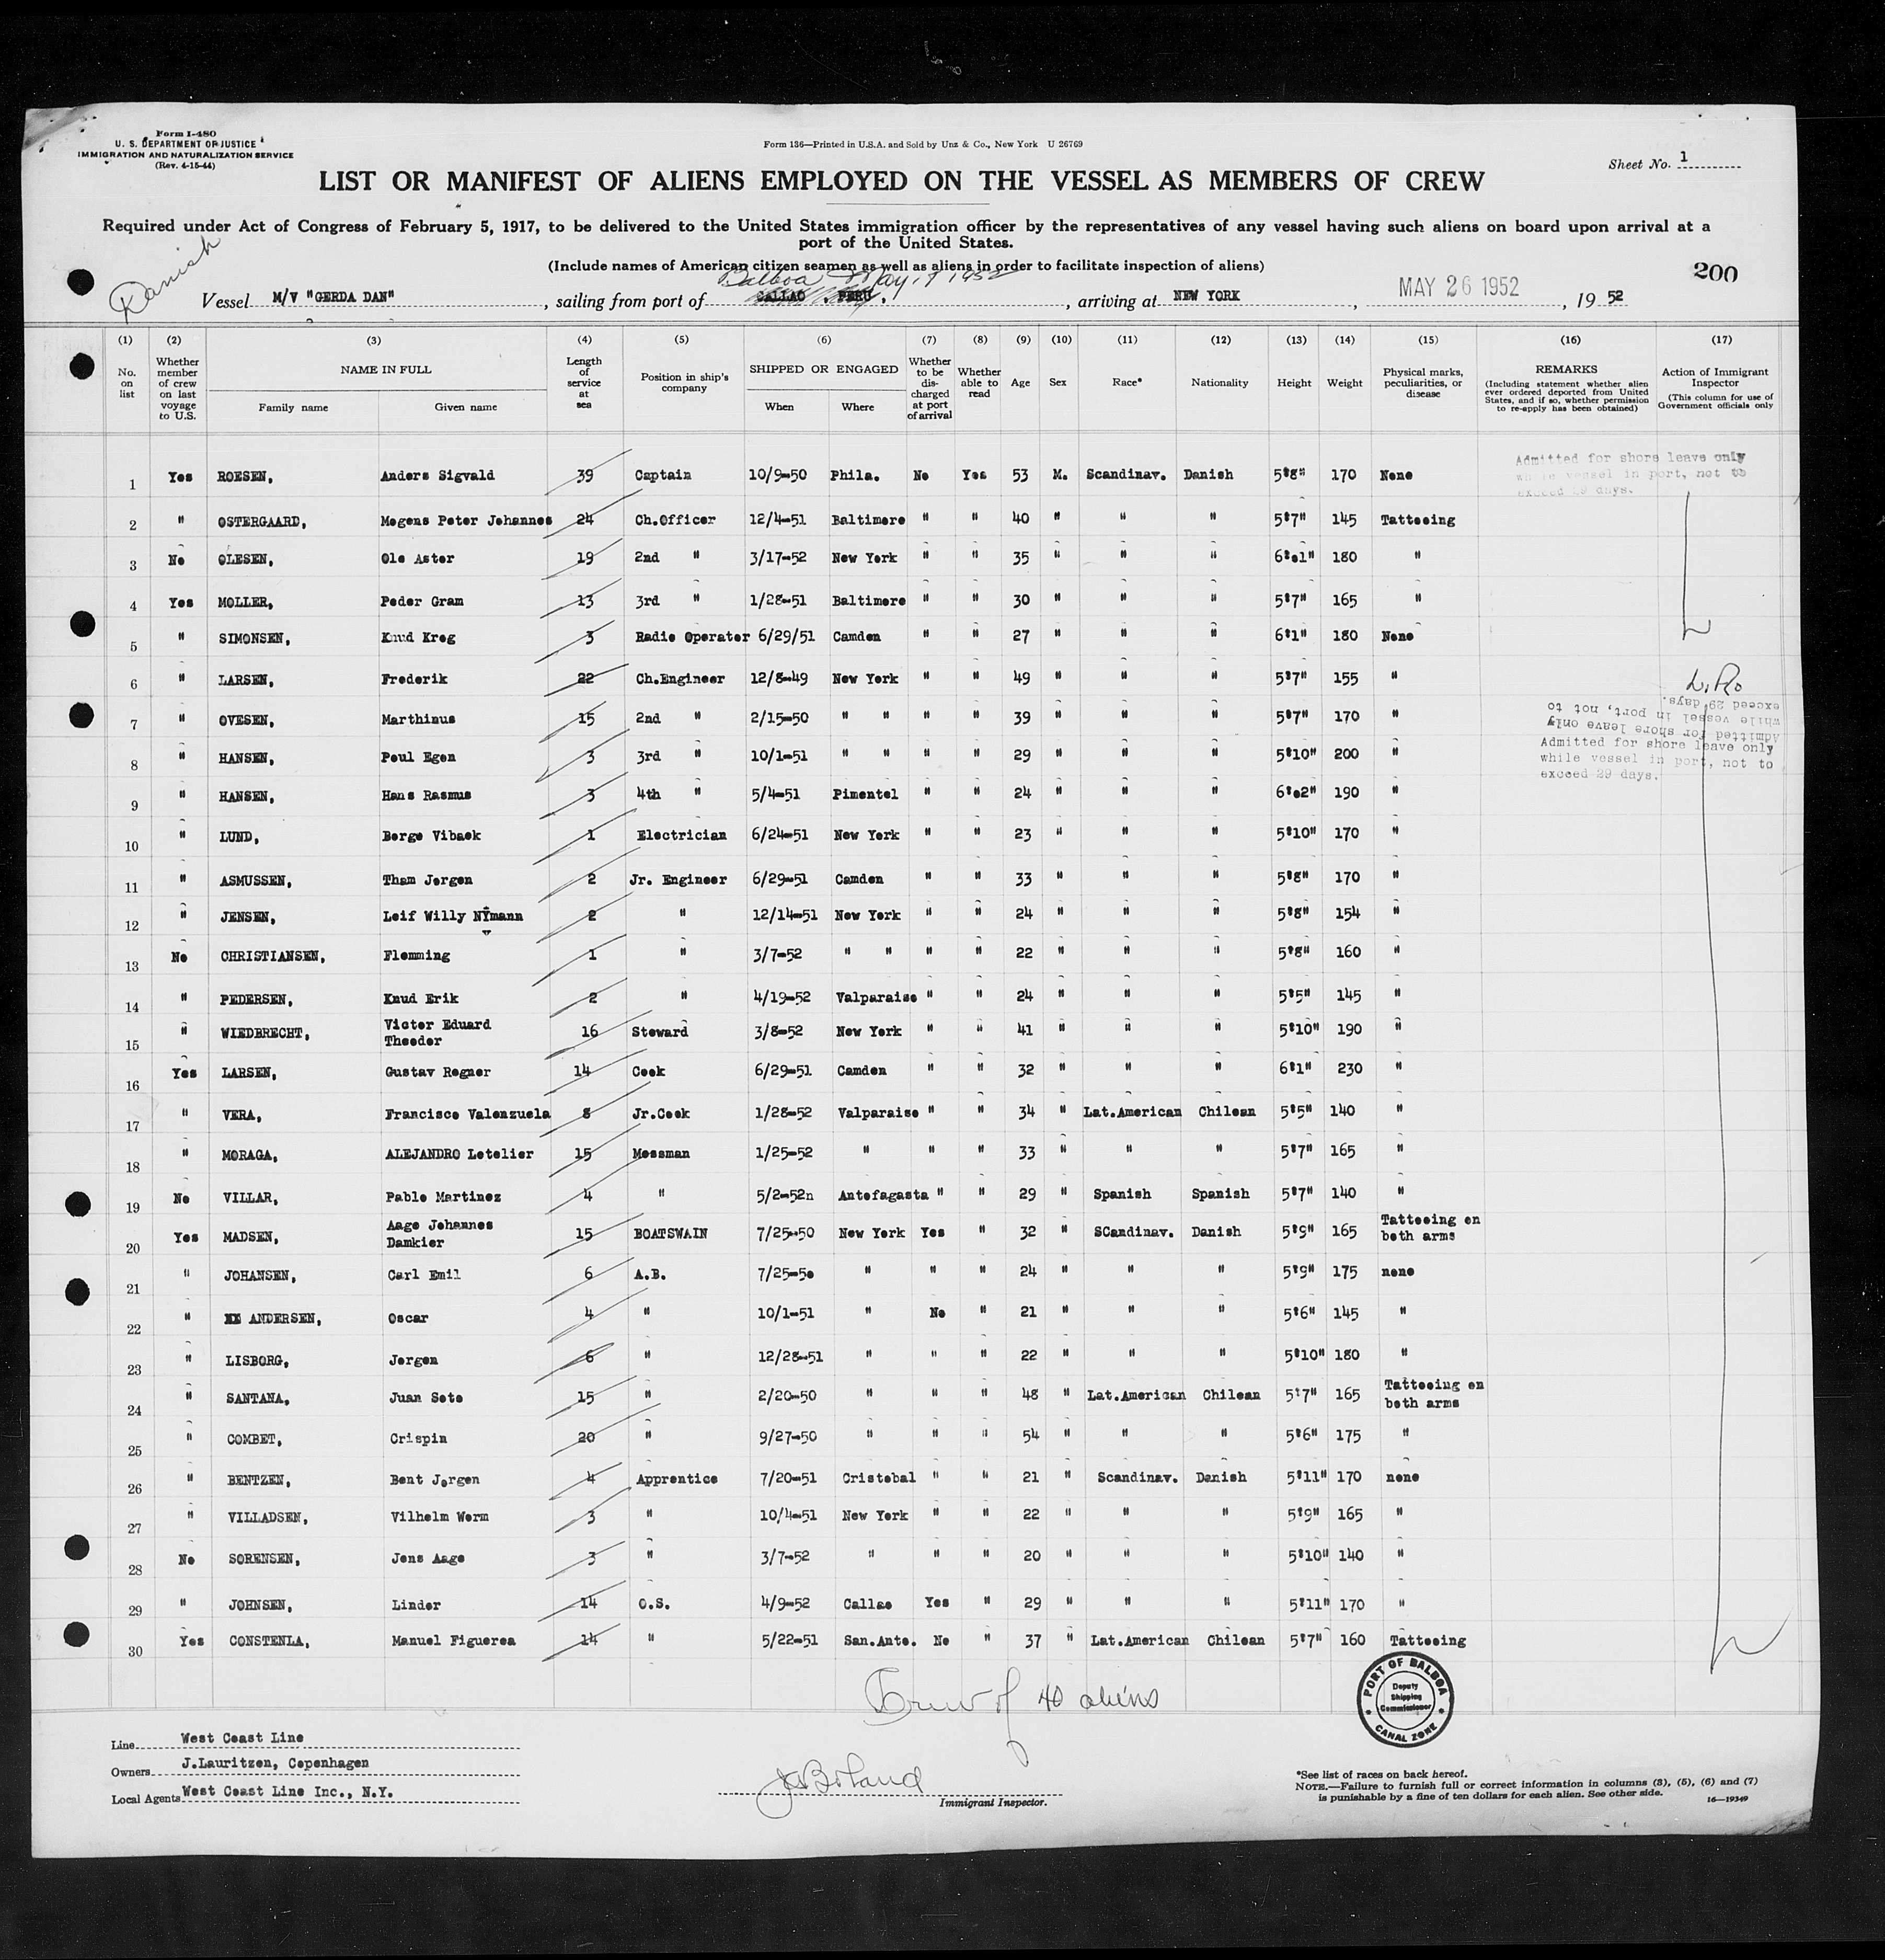 Form I-480
U. S. DEPARTMENT OF JUSTICE
IMMIGRATION AND NATURALIZATION SERVICE
(Rev. 4-15-44)
Form 136—Printed in U.S.A. and Sold by Unz & Co., New York U 26769
Sheet No. 1
LIST OR MANIFEST OF ALIENS EMPLOYED ON THE VESSEL AS MEMBERS OF CREW
Required under Act of Congress of February 5, 1917, to be delivered to the United States immigration officer by the representatives of any vessel having such aliens on board upon arrival at a
port of the United States.
(Include names of American citizen seamen as well as aliens in order to facilitate inspection of aliens)
Danish
Balboa May 17 1952
200
Vessel M/V "GERDA DAN", sailing from port of CALLAO, PERU, arriving at NEW YORK, MAY 26 1952, 19 52
(1) (2) (3) (4) (5) (6) (7) (8) (9) (10) (11) (12) (13) (14) (15) (16) (17)
No. on list
Whether member of crew on last voyage to U.S.
NAME IN FULL
Family name Given name
Length of service at sea
Position in ship's company
SHIPPED OR ENGAGED
When Where
Whether to be discharged at port of arrival
Whether able to read
Age
Sex
Race*
Nationality
Height
Weight
Physical marks, peculiarities, or disease
REMARKS
(Including statement whether alien ever ordered deported from United States, and if so, whether permission to re-apply has been obtained)
Action of Immigrant Inspector
(This column for use of Government officials only
1 Yes ROESEN, Anders Sigvald 39 Captain 10/9-50 Phila. No Yes 53 M. Scandinav. Danish 5'8" 170 None
Admitted for shore leave only
while vessel in port, not to
exceed 29 days.
2 " OSTERGAARD, Mogens Peter Johannes 24 Ch.Officer 12/4-51 Baltimore " " 40 " " " 5'7" 145 Tattooing
3 No OLESEN, Ole Aster 19 2nd " 3/17-52 New York " " 35 " " " 6'o1" 180 "
4 Yes MOLLER, Peder Gram 13 3rd " 1/28-51 Baltimore " " 30 " " " 5'7" 165 "
5 " SIMONSEN, Knud Kreg 3 Radio Operator 6/29/51 Camden " " 27 " " " 6'1" 180 None
6 " LARSEN, Frederik 22 Ch.Engineer 12/8-49 New York " " 49 " " " 5'7" 155 "
7 " OVESEN, Marthinus 15 2nd " 2/15-50 " " " " 39 " " " 5'7" 170 "
Admitted for shore leave only
while vessel in port, not to
exceed 29 days.
8 " HANSEN, Poul Egon 3 3rd " 10/1-51 " " " " 29 " " " 5'10" 200 "
Admitted for shore leave only
while vessel in port, not to
exceed 29 days.
9 " HANSEN, Hans Rasmus 3 4th " 5/4-51 Pimentel " " 24 " " " 6'o2" 190 "
10 " LUND, Borge Vibaek 1 Electrician 6/24-51 New York " " 23 " " " 5'10" 170 "
11 " ASMUSSEN, Tham Jorgen 2 Jr. Engineer 6/29-51 Camden " " 33 " " " 5'8" 170 "
12 " JENSEN, Leif Willy NYmann 2 " 12/14-51 New York " " 24 " " " 5'8" 154 "
13 No CHRISTIANSEN, Flemming 1 " 3/7-52 " " " " 22 " " " 5'8" 160 "
14 " PEDERSEN, Knud Erik 2 " 4/19-52 Valparaiso " " 24 " " " 5'5" 145 "
15 " WIEDBRECHT, Victor Eduard Theodor 16 Steward 3/8-52 New York " " 41 " " " 5'10" 190 "
16 Yes LARSEN, Gustav Regner 14 Cook 6/29-51 Camden " " 32 " " " 6'1" 230 "
17 " VERA, Francisco Valenzuela 8 Jr.Cook 1/28-52 Valparaiso " " 34 " Lat.American Chilean 5'5" 140 "
18 " MORAGA, ALEJANDRO Letelier 15 Messman 1/25-52 " " " 33 " " " 5'7" 165 "
19 No VILLAR, Pablo Martinez 4 " 5/2-52n Antofagasta " " 29 " Spanish Spanish 5'7" 140 "
20 Yes MADSEN, Aage Johannes Damkier 15 BOATSWAIN 7/25-50 New York Yes " 32 " SCandinav. Danish 5'9" 165 Tattooing on both arms
21 " JOHANSEN, Carl Emil 6 A.B. 7/25-5o " " " 24 " " " 5'9" 175 none
22 " ANDERSEN, Oscar 4 " 10/1-51 " No " 21 " " " 5'6" 145 "
23 " LISBORG, Jorgen 6 " 12/28-51 " " " 22 " " " 5'10" 180 "
24 " SANTANA, Juan Soto 15 " 2/20-50 " " " 48 " Lat.American Chilean 5'7" 165 Tattooing on both arms
25 " COMBET, Crispin 20 " 9/27-50 " " " 54 " " " 5'6" 175 "
26 " BENTZEN, Bent Jorgen 4 Apprentice 7/20-51 Cristobal " " 21 " Scandinav. Danish 5'11" 170 none
27 " VILLADSEN, Vilhelm Worm 3 " 10/4-51 New York " " 22 " " " 5'9" 165 "
28 No SORENSEN, Jens Aage 3 " 3/7-52 " " " 20 " " " 5'10" 140 "
29 " JOHNSEN, Linder 14 O.S. 4/9-52 Callao Yes " 29 " " " 5'11" 170 "
30 Yes CONSTENLA, Manuel Figueroa 14 " 5/22-51 San.Anto. No " 37 " Lat.American Chilean 5'7" 160 Tattooing
Crew of 40 aliens
PORT OF BALBOA
Deputy Shipping Commissioner
CANAL ZONE
Line West Coast Line
Owners J.Lauritzen, Copenhagen
Local Agents West Coast Line Inc., N.Y.
Immigrant Inspector.
*See list of races on back hereof.
NOTE.—Failure to furnish full or correct information in columns (3), (5), (6) and (7)
is punishable by a fine of ten dollars for each alien. See other side.
16—19349